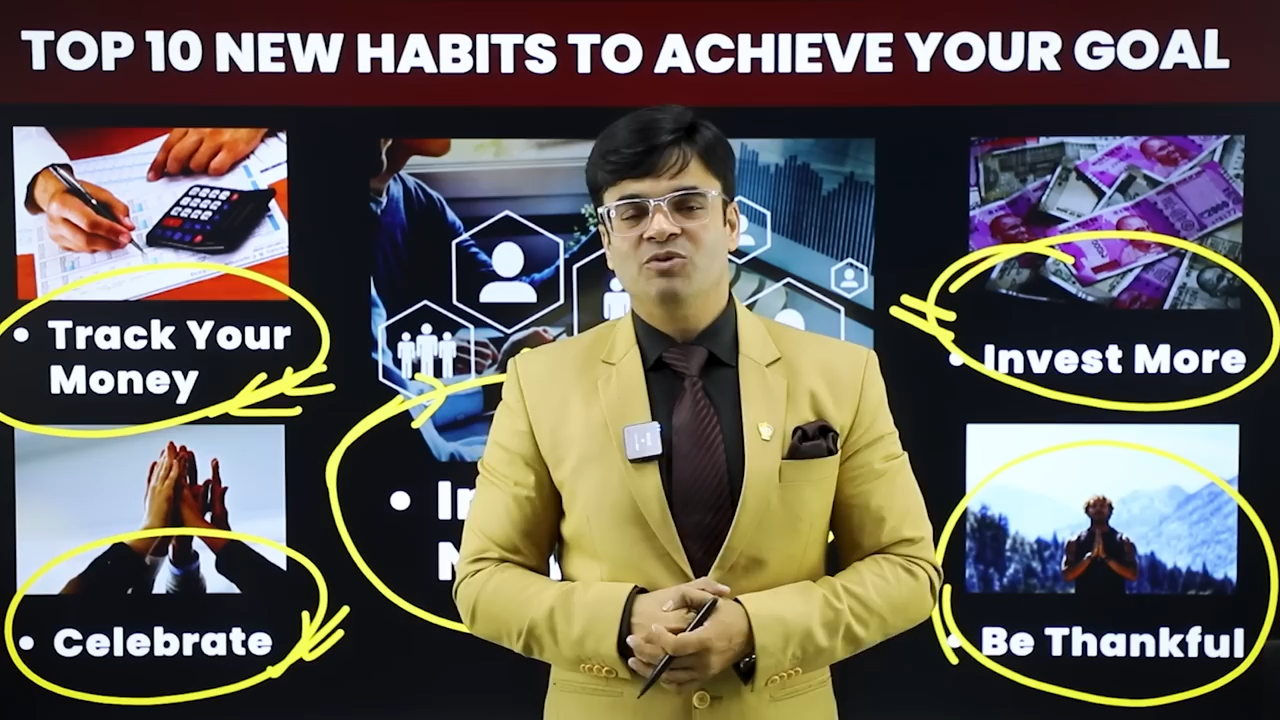 TOP 10 NEW HABITS TO ACHIEVE YOUR GOAL
• Track Your
Money
• Invest More
• Celebrate
• Be Thankful